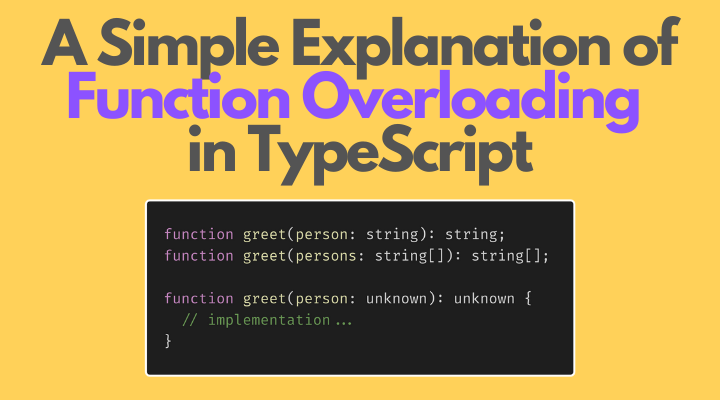 A Simple Explanation of
Function Overloading
in TypeScript
function greet(person: string): string;
function greet(persons: string[]): string[];
function greet(person: unknown): unknown {
  // implementation...
}